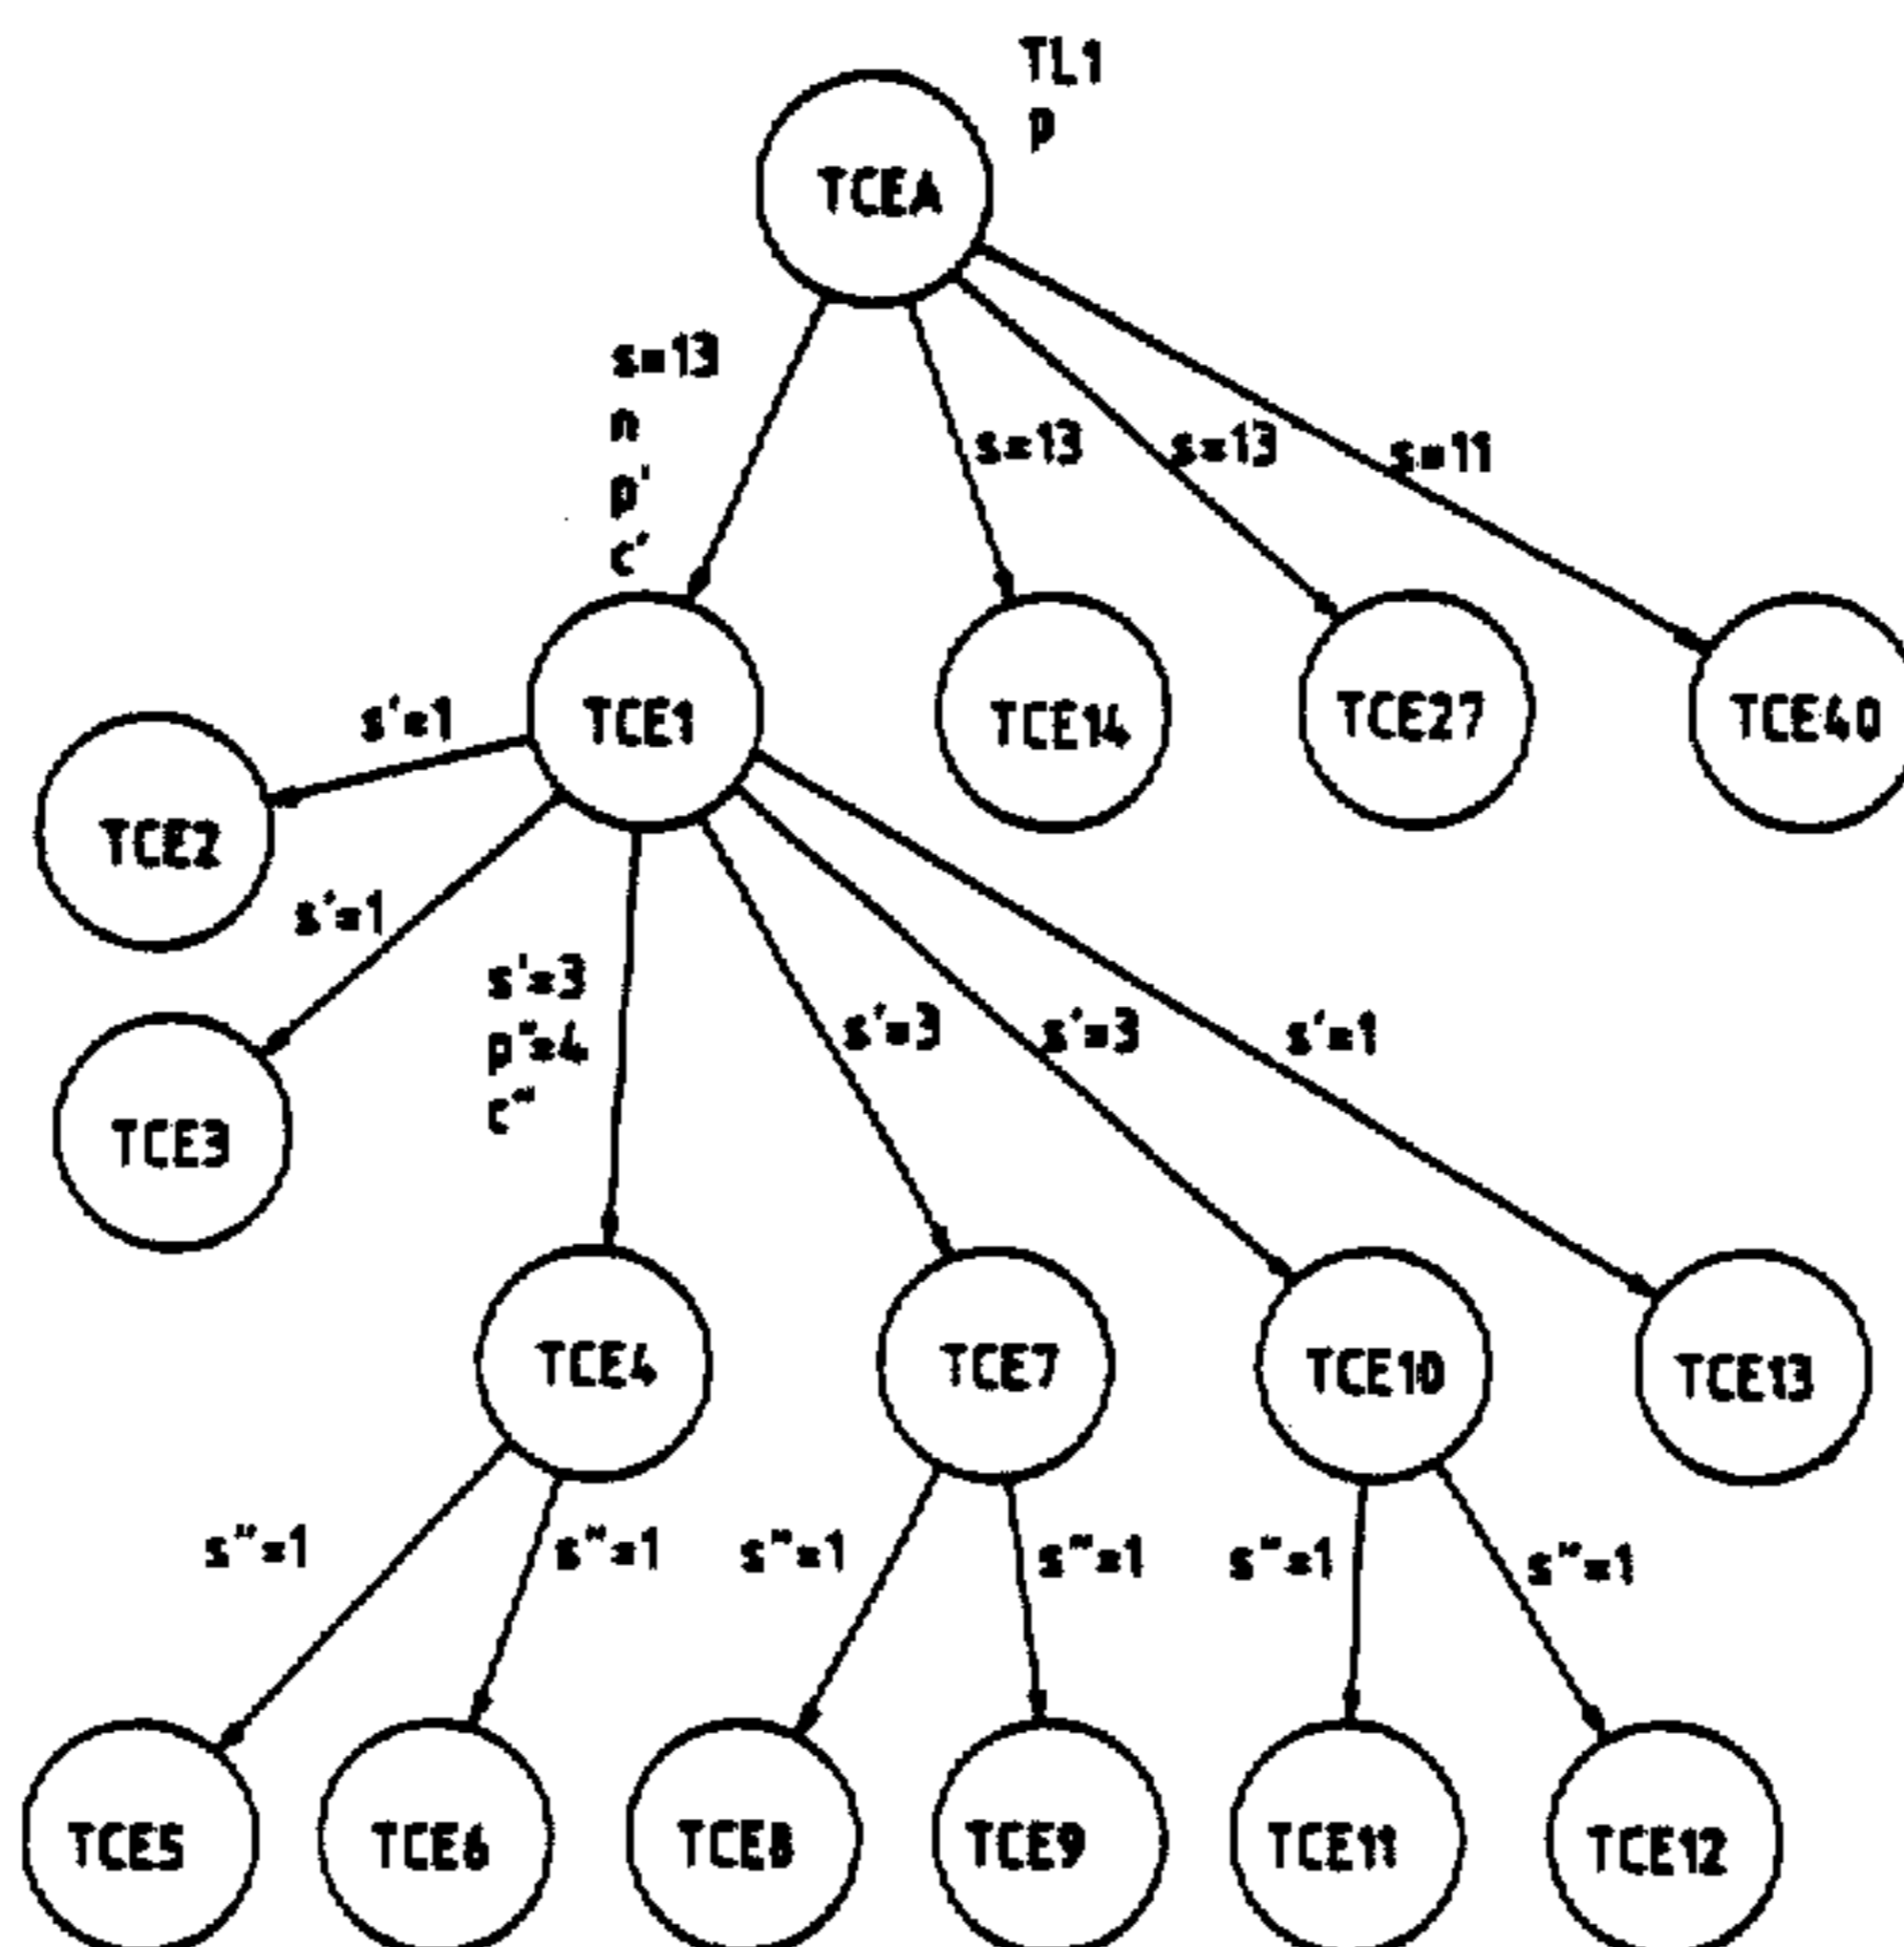 TL1
p
TCEA
s=13
n
p'
c'
s=13
s=13
s=11
TCE1
TCE14
TCE27
TCE40
s'=1
TCE2
s'=1
TCE3
s'=3
p"=4
c"
s'=3
s'=3
s'=1
TCE4
TCE7
TCE10
TCE13
s"=1
s"=1
s"=1
s"=1
s"=1
s"=1
TCE5
TCE6
TCE8
TCE9
TCE11
TCE12